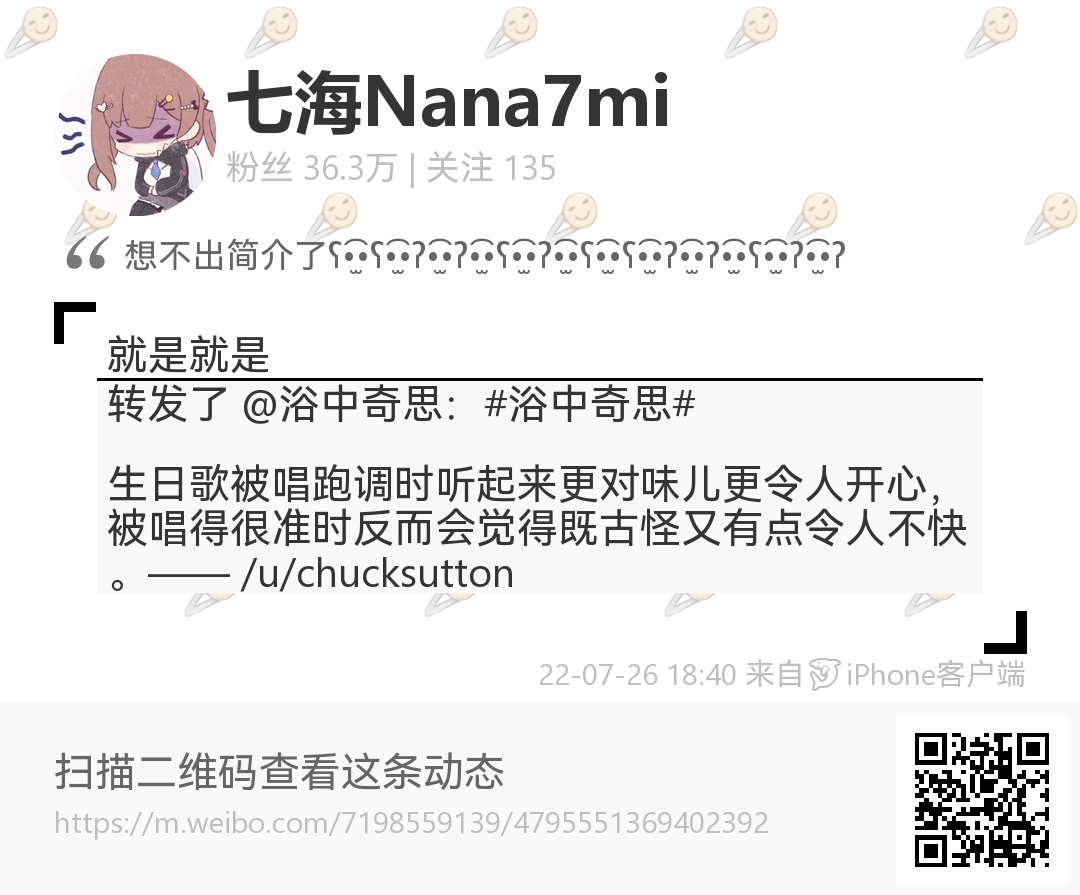 七海Nana7mi
粉丝 36.3万 | 关注 135
“ 想不出简介了
就是就是
转发了 @浴中奇思：#浴中奇思#
生日歌被唱跑调时听起来更对味儿更令人开心，
被唱得很准时反而会觉得既古怪又有点令人不快
。—— /u/chucksutton
22-07-26 18:40 来自iPhone客户端
扫描二维码查看这条动态
https://m.weibo.com/7198559139/4795551369402392